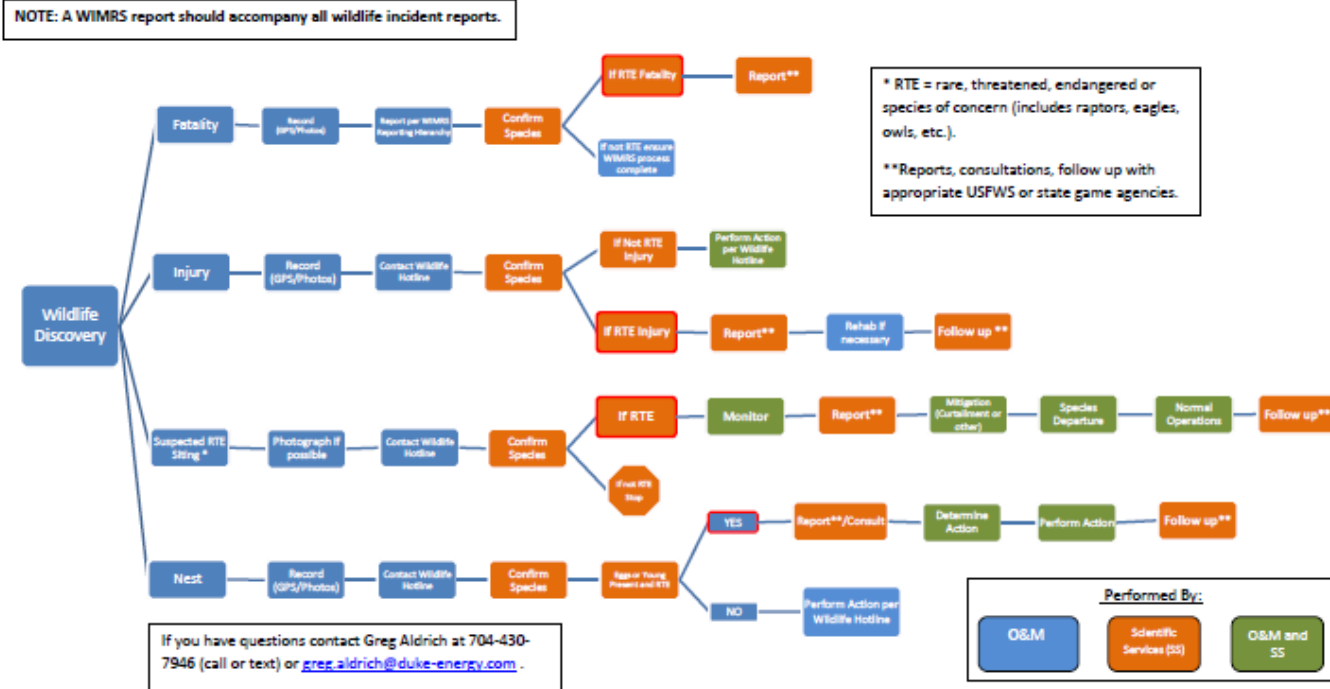 NOTE: A WIMRS report should accompany all wildlife incident reports.
If RTE Fatality
Report**
* RTE = rare, threatened, endangered or
species of concern (includes raptors, eagles,
owls, etc.).
**Reports, consultations, follow up with
appropriate USFWS or state game agencies.
Fatality
Record
(GPS/Photos)
Report per WIMRS
Reporting Hierarchy
Confirm
Species
If not RTE ensure
WIMRS process
complete
Injury
Record
(GPS/Photos)
Contact Wildlife
Hotline
Confirm
Species
If Not RTE
Injury
Perform Action
per Wildlife
Hotline
Wildlife
Discovery
If RTE Injury
Report**
Rehab if
necessary
Follow up **
Suspected RTE
Siting *
Photograph if
possible
Contact Wildlife
Hotline
Confirm
Species
If RTE
Monitor
Report**
Mitigation
(Curtailment or
other)
Species
Departure
Normal
Operations
Follow up**
If not RTE
Stop
Nest
Record
(GPS/Photos)
Contact Wildlife
Hotline
Confirm
Species
Eggs or Young
Present and RTE
YES
Report**/Consult
Determine
Action
Perform Action
Follow up**
NO
Perform Action per
Wildlife Hotline
If you have questions contact Greg Aldrich at 704-430-
7946 (call or text) or greg.aldrich@duke-energy.com .
Performed By:
O&M
Scientific
Services (SS)
O&M and
SS